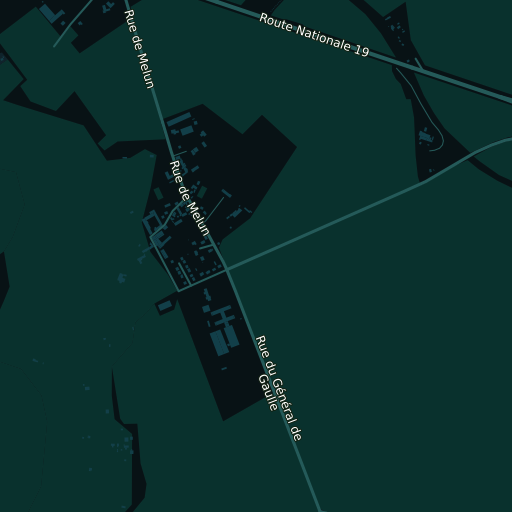 Rue de Melun
Route Nationale 19
Rue de Melun
Rue du Général de
Gaulle